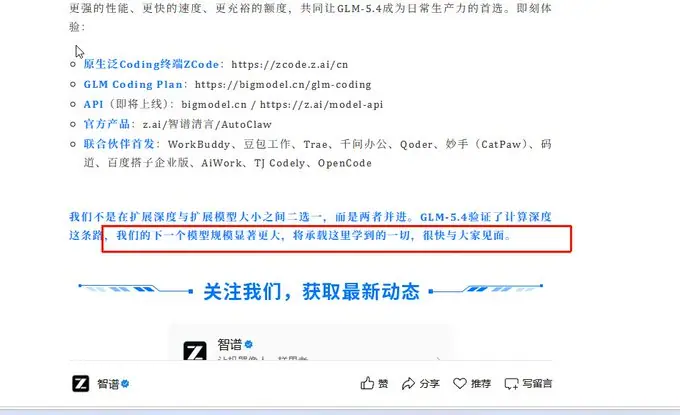 更强的性能、更快的速度、更充裕的额度，共同让GLM-5.4成为日常生产力的首选。即刻体
验：
原生泛Coding终端ZCode：https://zcode.z.ai/cn
GLM Coding Plan：https://bigmodel.cn/glm-coding
API（即将上线）：bigmodel.cn / https://z.ai/model-api
官方产品：z.ai/智谱清言/AutoClaw
联合伙伴首发：WorkBuddy、豆包工作、Trae、千问办公、Qoder、妙手（CatPaw）、码
道、百度搭子企业版、AiWork、TJ Codely、OpenCode
我们不是在扩展深度与扩展模型大小之间二选一，而是两者并进。GLM-5.4验证了计算深度
这条路，我们的下一个模型规模显著更大，将承载这里学到的一切，很快与大家见面。
关注我们，获取最新动态
智谱
智谱
赞
分享
推荐
写留言